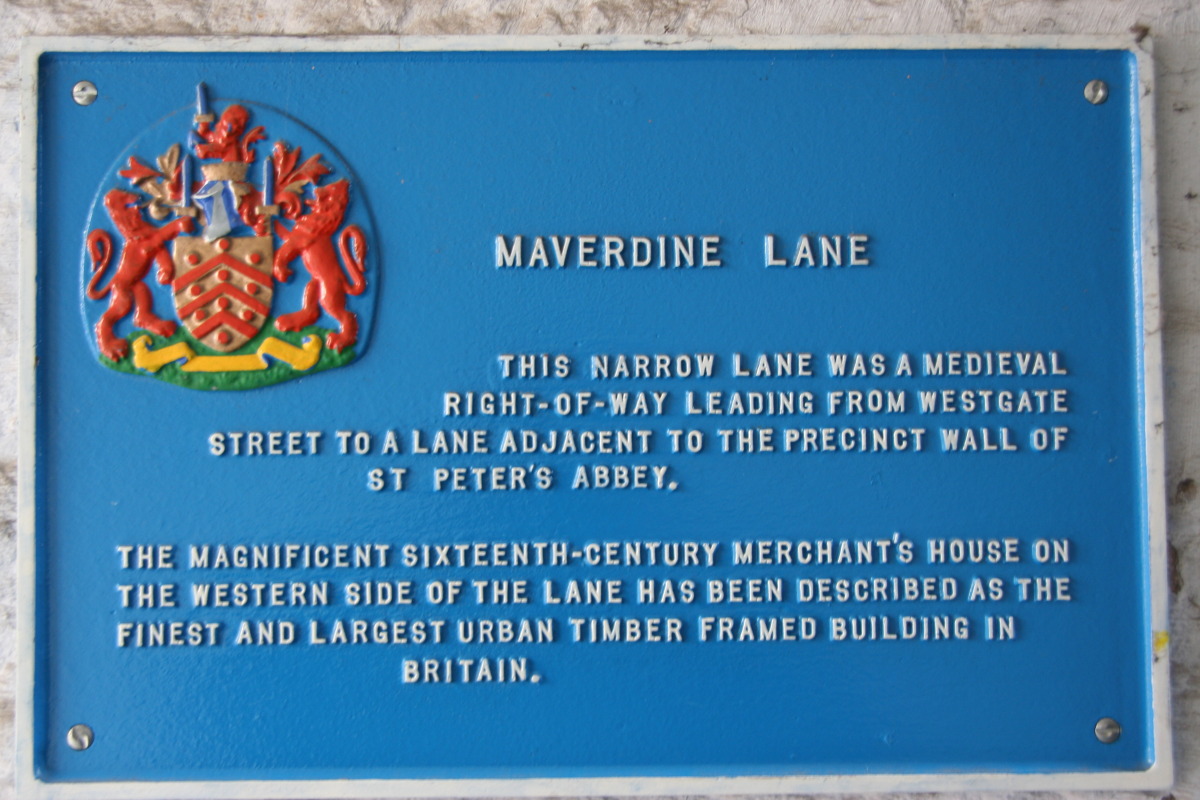 MAVERDINE LANE
THIS NARROW LANE WAS A MEDIEVAL
RIGHT-OF-WAY LEADING FROM WESTGATE
STREET TO A LANE ADJACENT TO THE PRECINCT WALL OF
ST PETER'S ABBEY.
THE MAGNIFICENT SIXTEENTH-CENTURY MERCHANT'S HOUSE ON
THE WESTERN SIDE OF THE LANE HAS BEEN DESCRIBED AS THE
FINEST AND LARGEST URBAN TIMBER FRAMED BUILDING IN
BRITAIN.